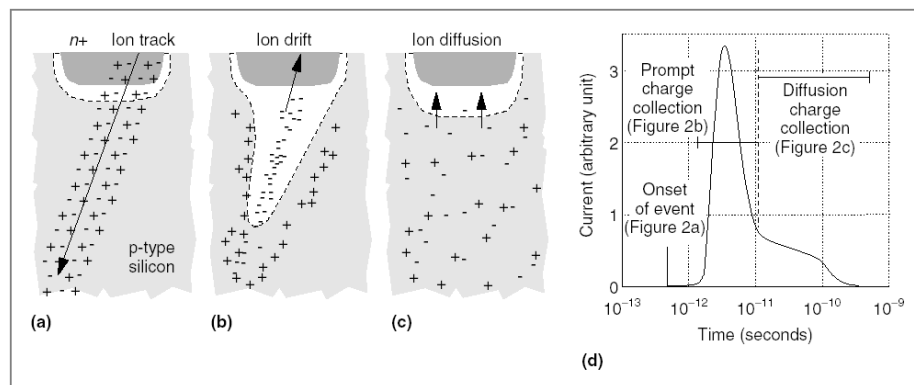 n+ Ion track
p-type
silicon
(a)
Ion drift
(b)
Ion diffusion
(c)
Current (arbitrary unit)
3
2
1
0
Prompt
charge
collection
(Figure 2b)
Onset
of event
(Figure 2a)
Diffusion
charge
collection
(Figure 2c)
10⁻¹³ 10⁻¹² 10⁻¹¹ 10⁻¹⁰ 10⁻⁹
Time (seconds)
(d)